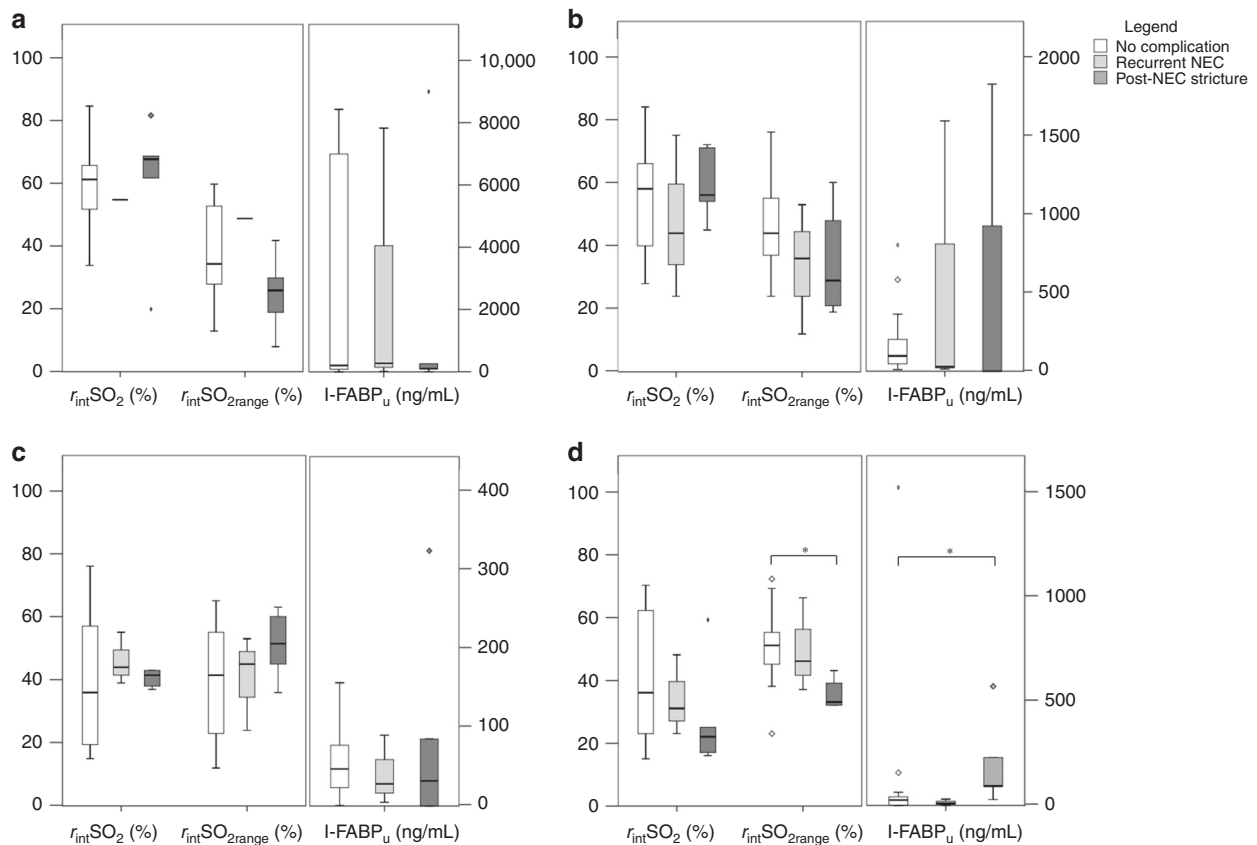 a
100
80
60
40
20
0
10,000
8000
6000
4000
2000
0
rintSO2 (%)
rintSO2range (%)
I-FABPu (ng/mL)
b
100
80
60
40
20
0
2000
1500
1000
500
0
rintSO2 (%)
rintSO2range (%)
I-FABPu (ng/mL)
Legend
No complication
Recurrent NEC
Post-NEC stricture
c
100
80
60
40
20
0
400
300
200
100
0
rintSO2 (%)
rintSO2range (%)
I-FABPu (ng/mL)
d
100
80
60
40
20
0
*
*
1500
1000
500
0
rintSO2 (%)
rintSO2range (%)
I-FABPu (ng/mL)